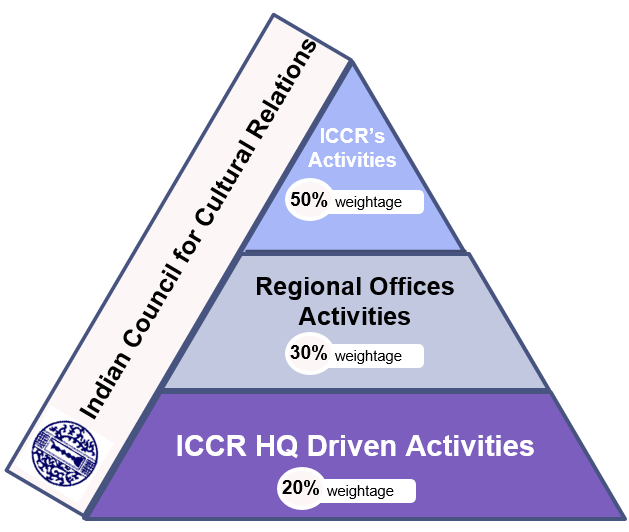 Indian Council for Cultural Relations
ICCR's
Activities
50% weightage
Regional Offices
Activities
30% weightage
ICCR HQ Driven Activities
20% weightage